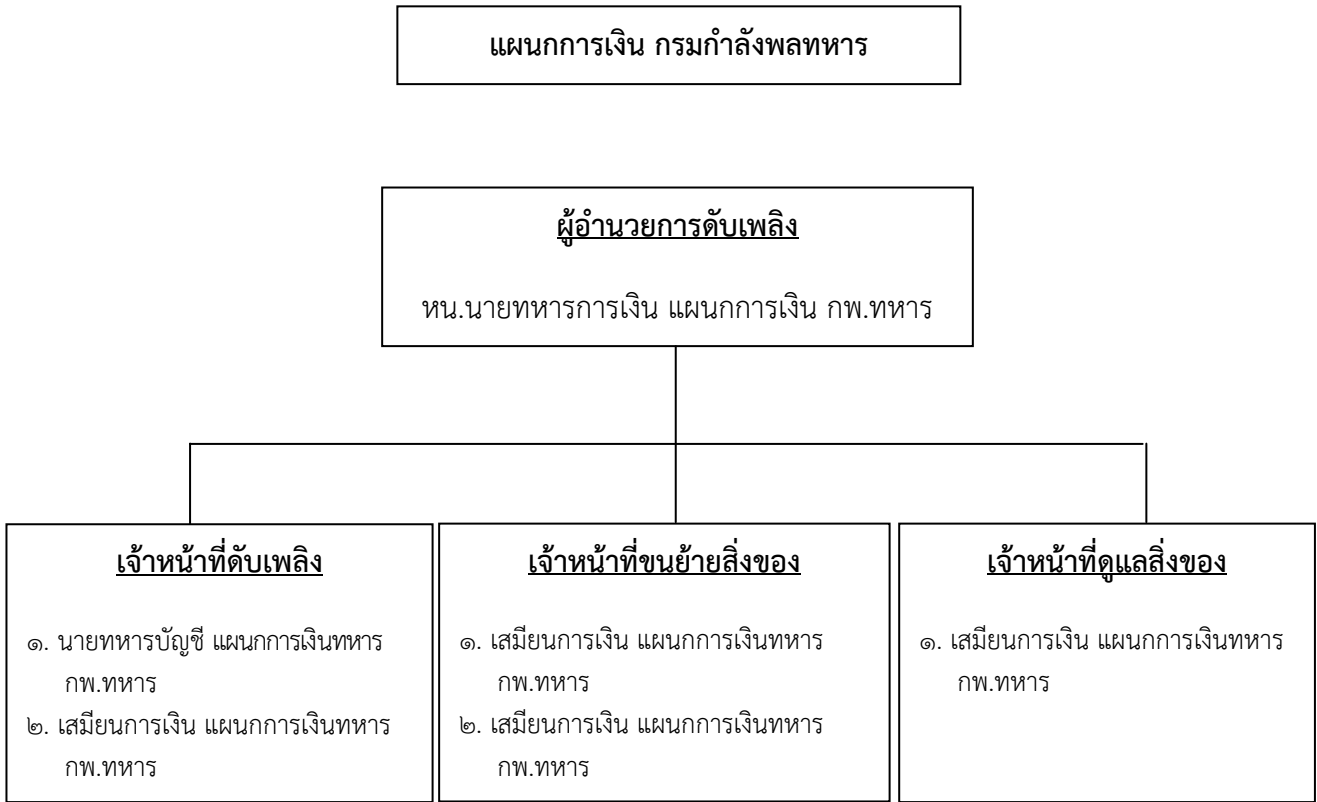 แผนกการเงิน กรมกำลังพลทหาร
ผู้อำนวยการดับเพลิง
หน.นายทหารการเงิน แผนกการเงิน กพ.ทหาร
เจ้าหน้าที่ดับเพลิง
๑. นายทหารบัญชี แผนกการเงินทหาร
กพ.ทหาร
๒. เสมียนการเงิน แผนกการเงินทหาร
กพ.ทหาร
เจ้าหน้าที่ขนย้ายสิ่งของ
๑. เสมียนการเงิน แผนกการเงินทหาร
กพ.ทหาร
๒. เสมียนการเงิน แผนกการเงินทหาร
กพ.ทหาร
เจ้าหน้าที่ดูแลสิ่งของ
๑. เสมียนการเงิน แผนกการเงินทหาร
กพ.ทหาร